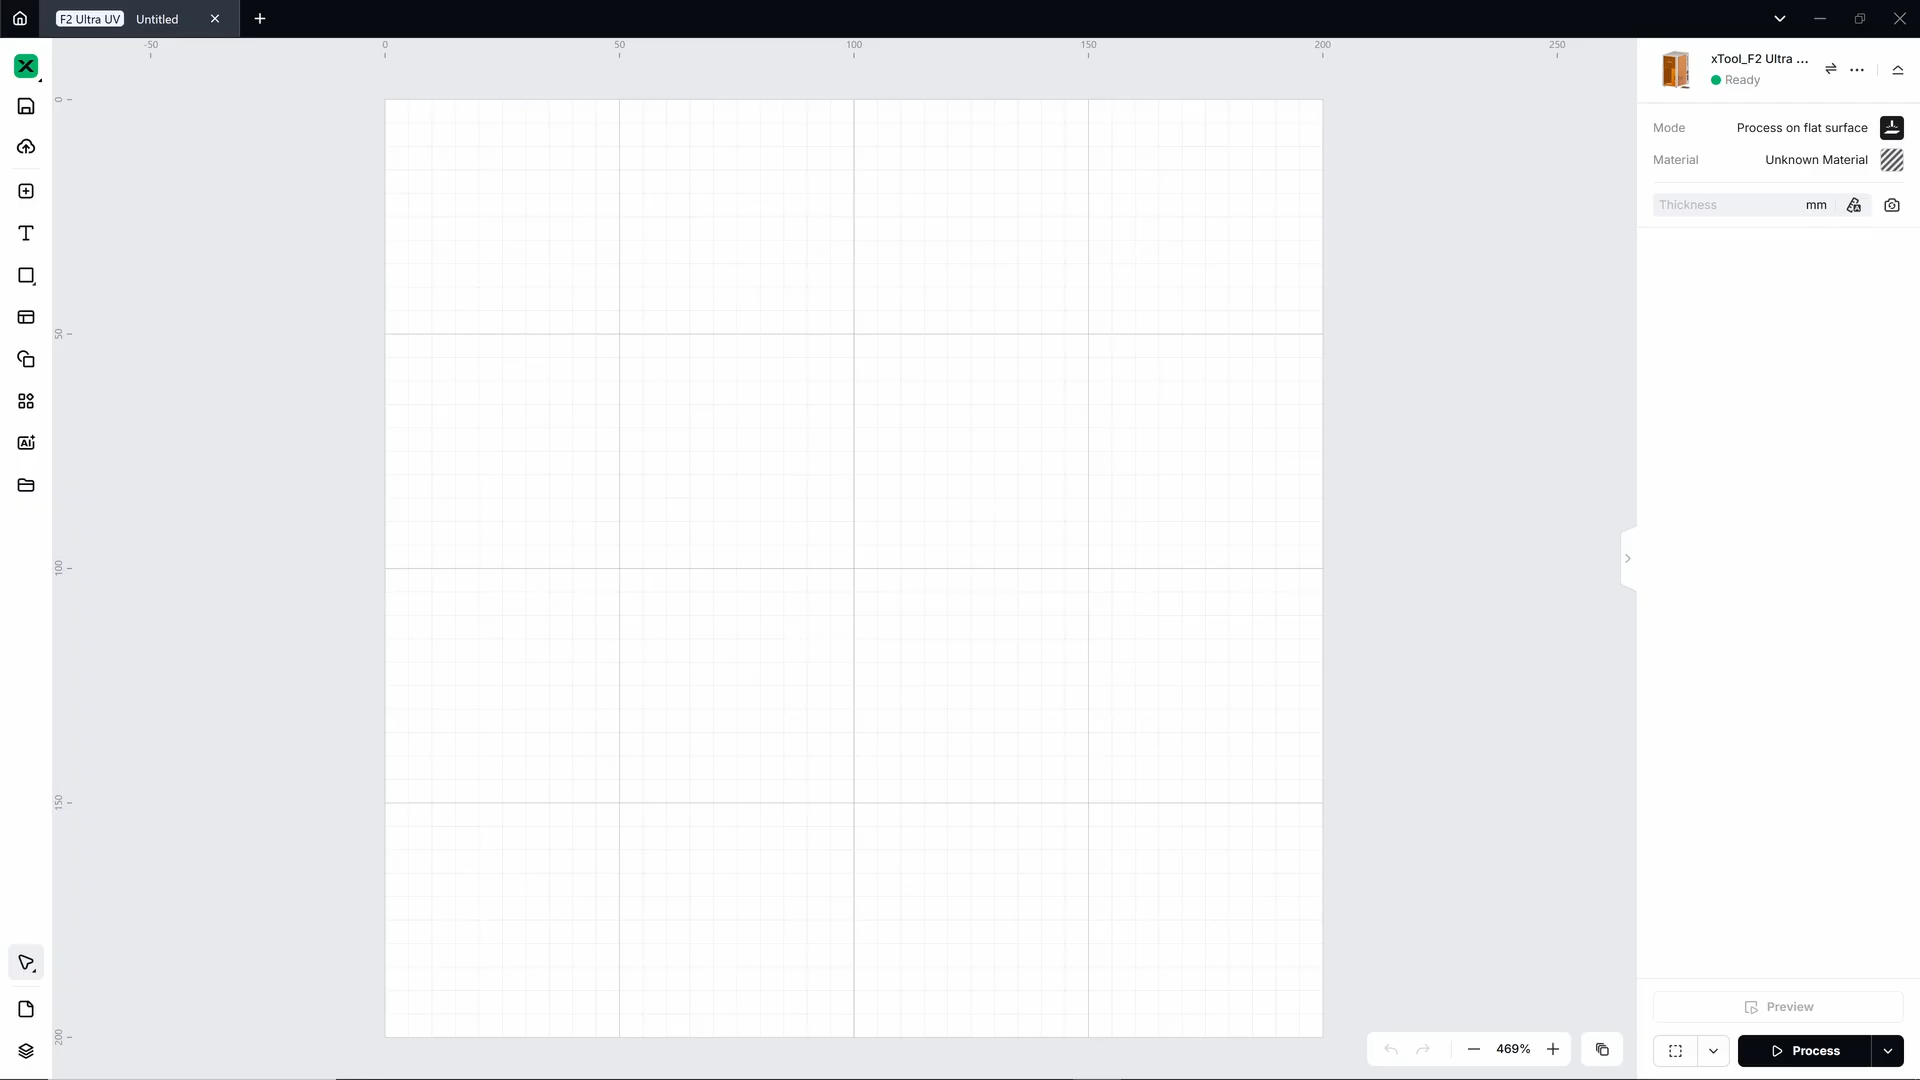 F2 Ultra UV Untitled
-50 0 50 100 150 200 250
0
50
100
150
200
xTool_F2 Ultra ...
Ready
Mode Process on flat surface
Material Unknown Material
Thickness mm
AI
Preview
469%
Process